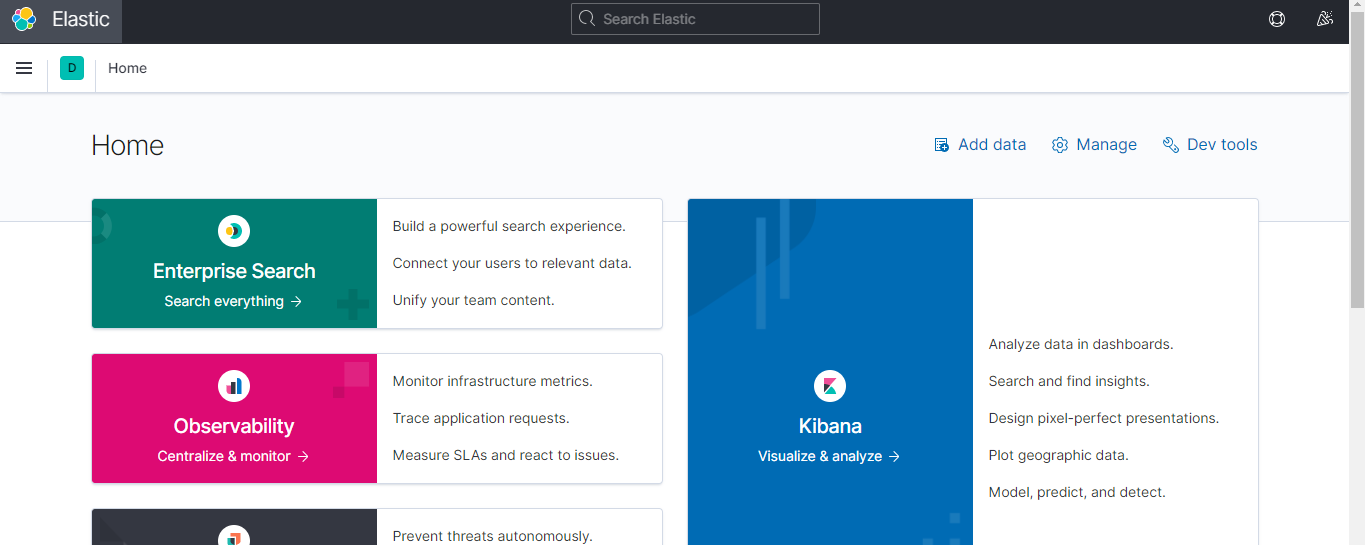 Elastic
Search Elastic
D
Home
Home
Add data
Manage
Dev tools
Enterprise Search
Search everything →
Build a powerful search experience.
Connect your users to relevant data.
Unify your team content.
Observability
Centralize & monitor →
Monitor infrastructure metrics.
Trace application requests.
Measure SLAs and react to issues.
Prevent threats autonomously.
Kibana
Visualize & analyze →
Analyze data in dashboards.
Search and find insights.
Design pixel-perfect presentations.
Plot geographic data.
Model, predict, and detect.